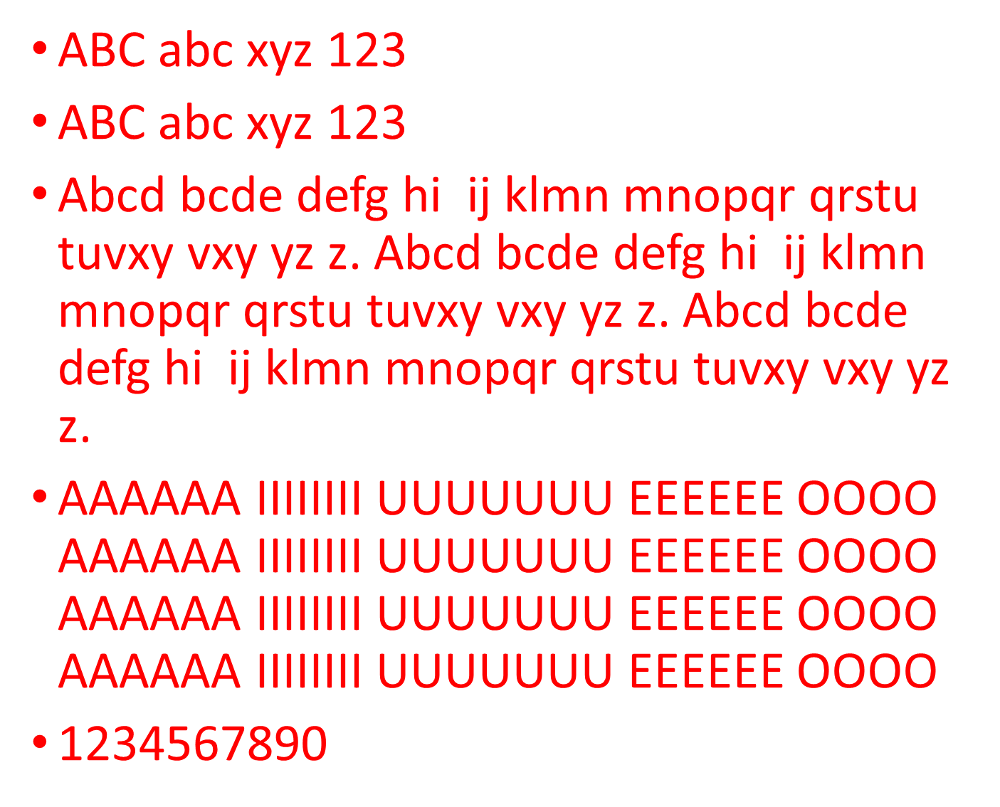 • ABC abc xyz 123
• ABC abc xyz 123
• Abcd bcde defg hi  ij klmn mnopqr qrstu
tuvxy vxy yz z. Abcd bcde defg hi  ij klmn
mnopqr qrstu tuvxy vxy yz z. Abcd bcde
defg hi  ij klmn mnopqr qrstu tuvxy vxy yz
z.
• AAAAAA IIIIIIII UUUUUUU EEEEEE OOOO
AAAAAA IIIIIIII UUUUUUU EEEEEE OOOO
AAAAAA IIIIIIII UUUUUUU EEEEEE OOOO
AAAAAA IIIIIIII UUUUUUU EEEEEE OOOO
• 1234567890